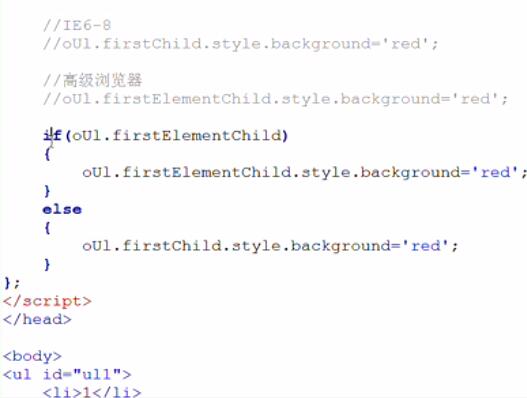 //IE6-8
//oUl.firstChild.style.background='red';
//高级浏览器
//oUl.firstElementChild.style.background='red';
if(oUl.firstElementChild)
{
oUl.firstElementChild.style.background='red';
}
else
{
oUl.firstChild.style.background='red';
}
};
</script>
</head>
<body>
<ul id="ul1">
<li>1</li>